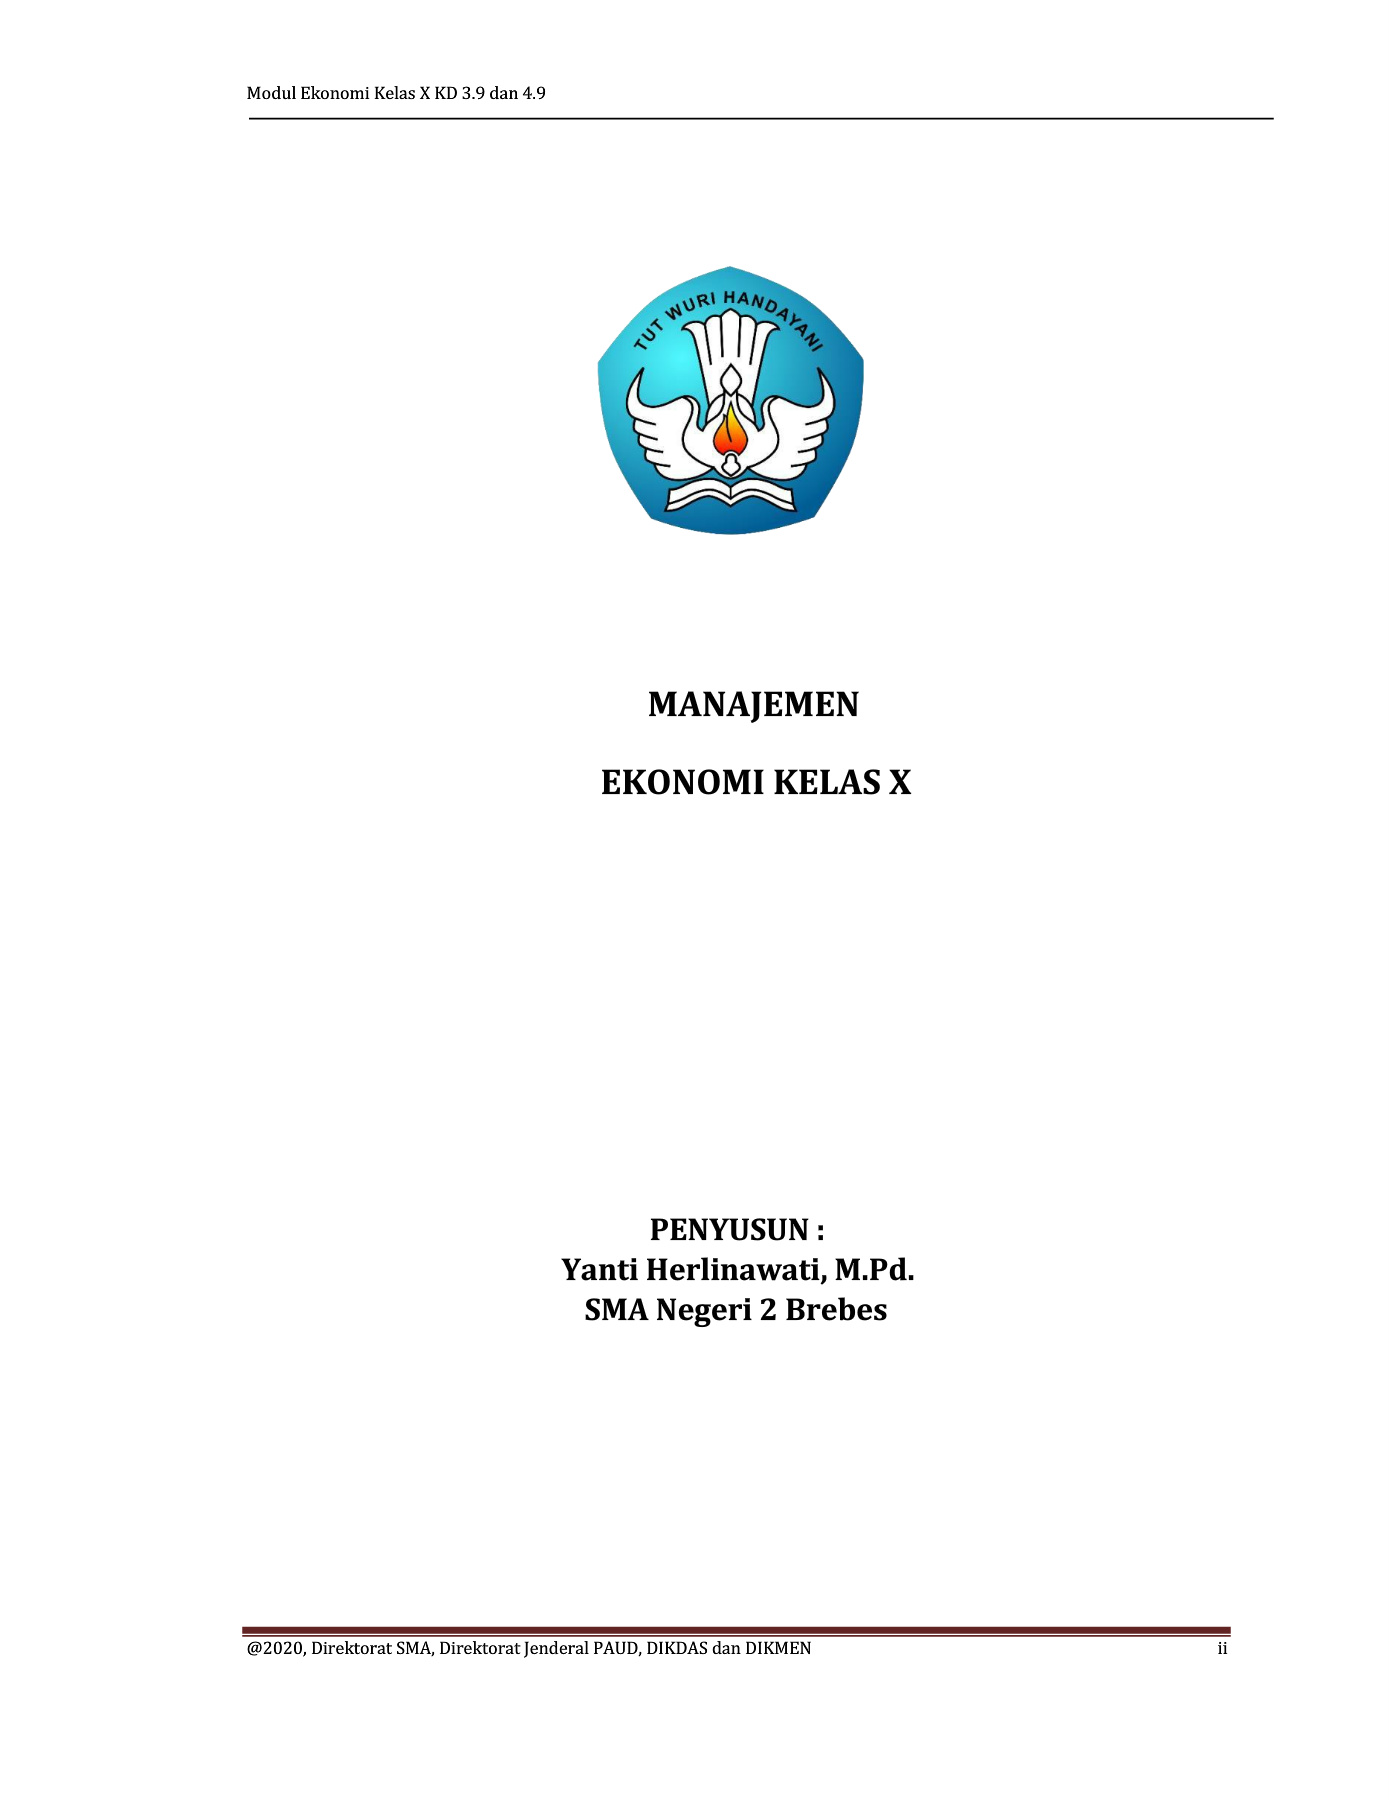 Modul Ekonomi Kelas X KD 3.9 dan 4.9
TUT WURI HANDAYANI
MANAJEMEN
EKONOMI KELAS X
PENYUSUN :
Yanti Herlinawati, M.Pd.
SMA Negeri 2 Brebes
@2020, Direktorat SMA, Direktorat Jenderal PAUD, DIKDAS dan DIKMEN ii